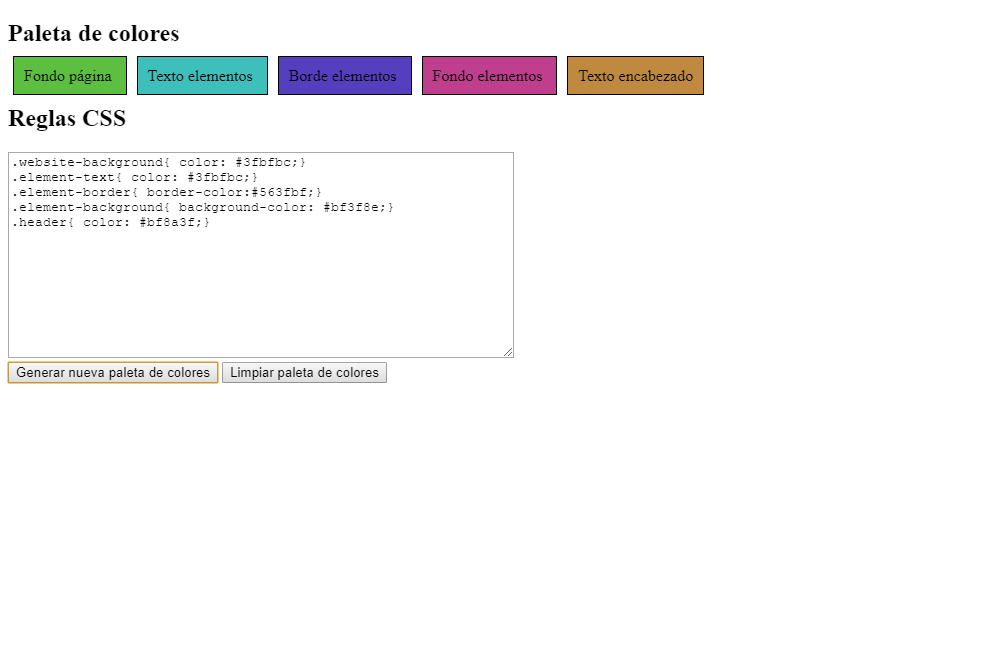 Paleta de colores
Fondo página Texto elementos Borde elementos Fondo elementos Texto encabezado
Reglas CSS
.website-background{ color: #3fbfbc;}
.element-text{ color: #3fbfbc;}
.element-border{ border-color:#563fbf;}
.element-background{ background-color: #bf3f8e;}
.header{ color: #bf8a3f;}
Generar nueva paleta de colores Limpiar paleta de colores